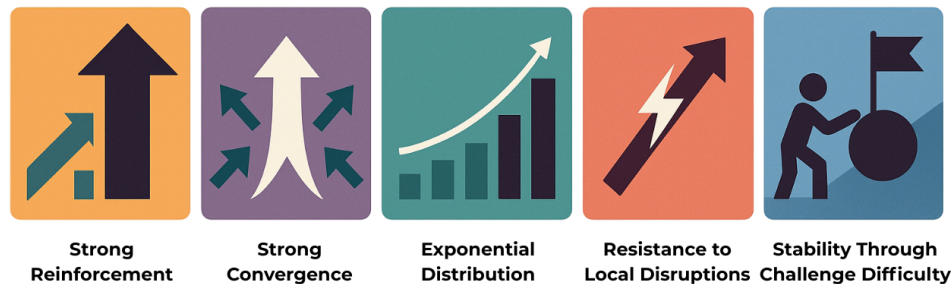 Strong
Reinforcement
Strong
Convergence
Exponential
Distribution
Resistance to
Local Disruptions
Stability Through
Challenge Difficulty